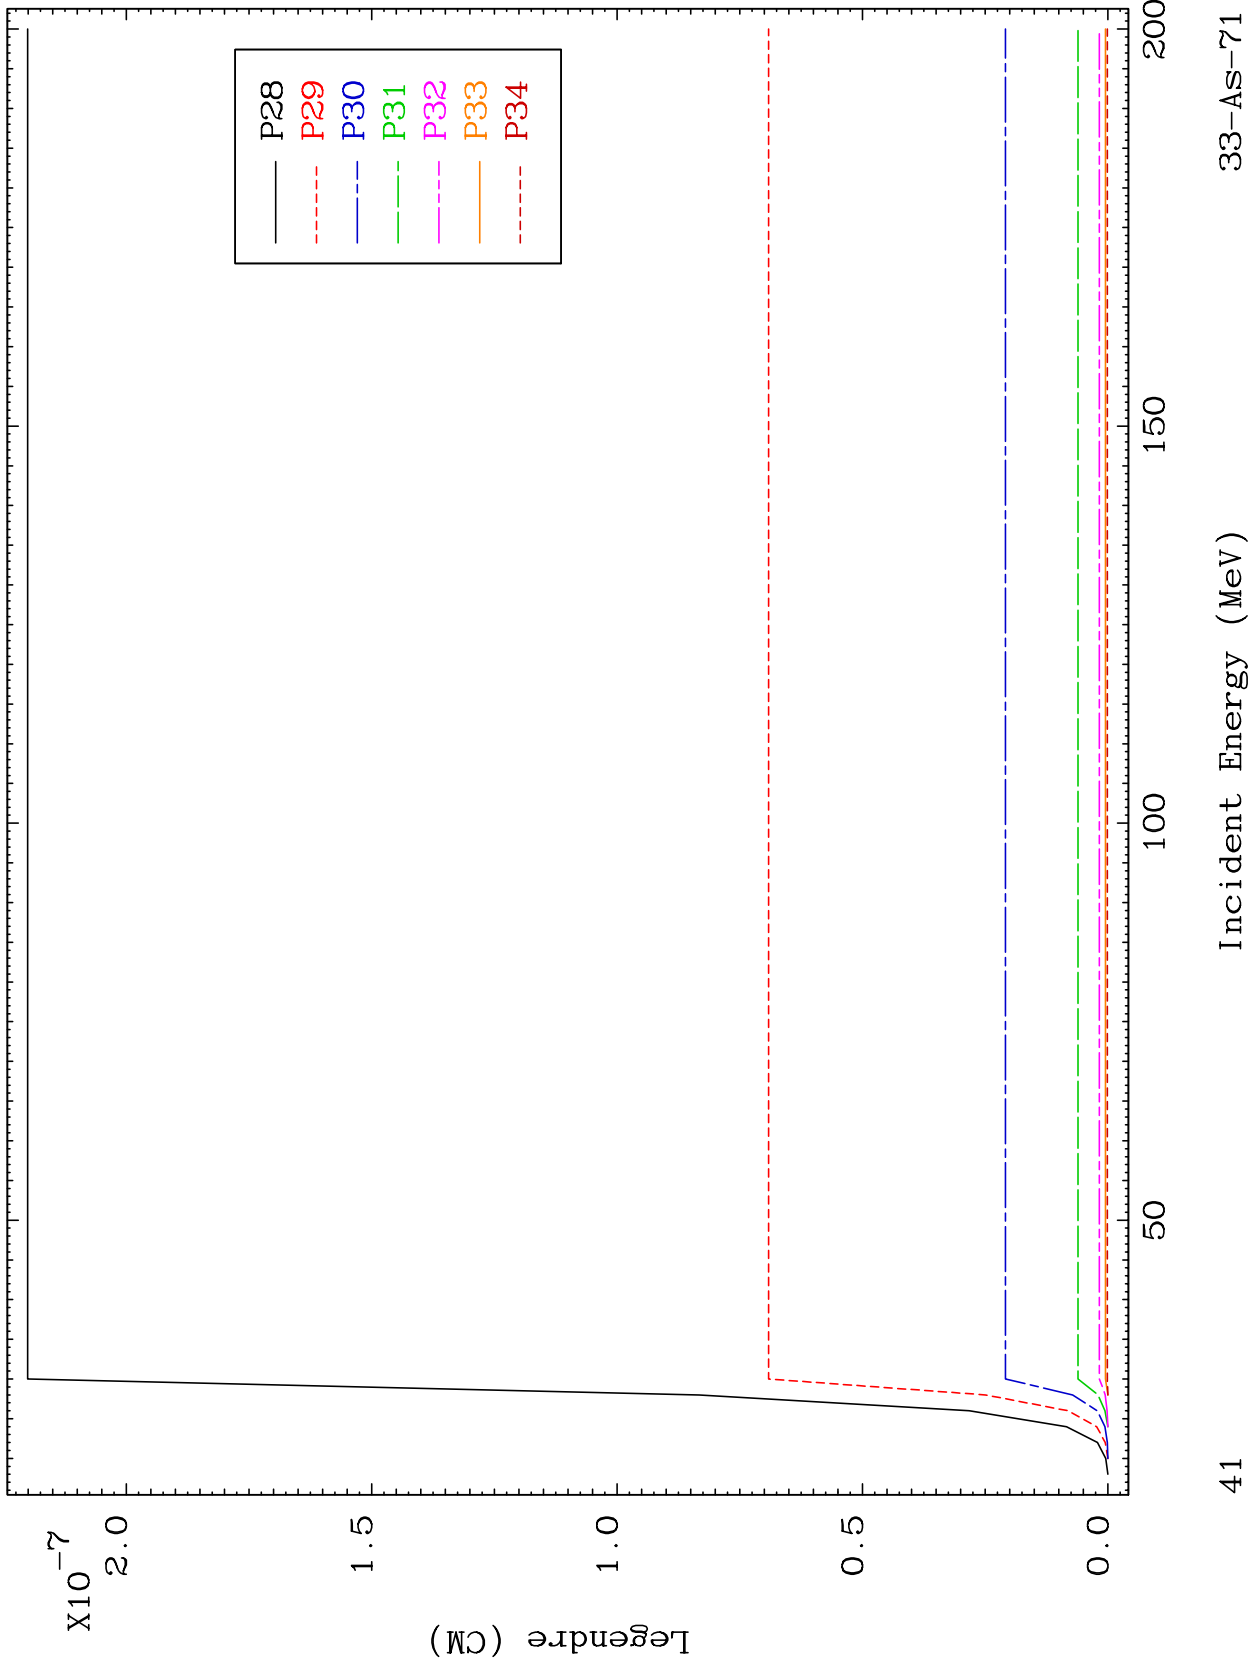 X10-7
2.0
1.5
1.0
0.5
0.0
Legendre (CM)
P28
P29
P30
P31
P32
P33
P34
50
100
150
200
Incident Energy (MeV)
41
33-As-71